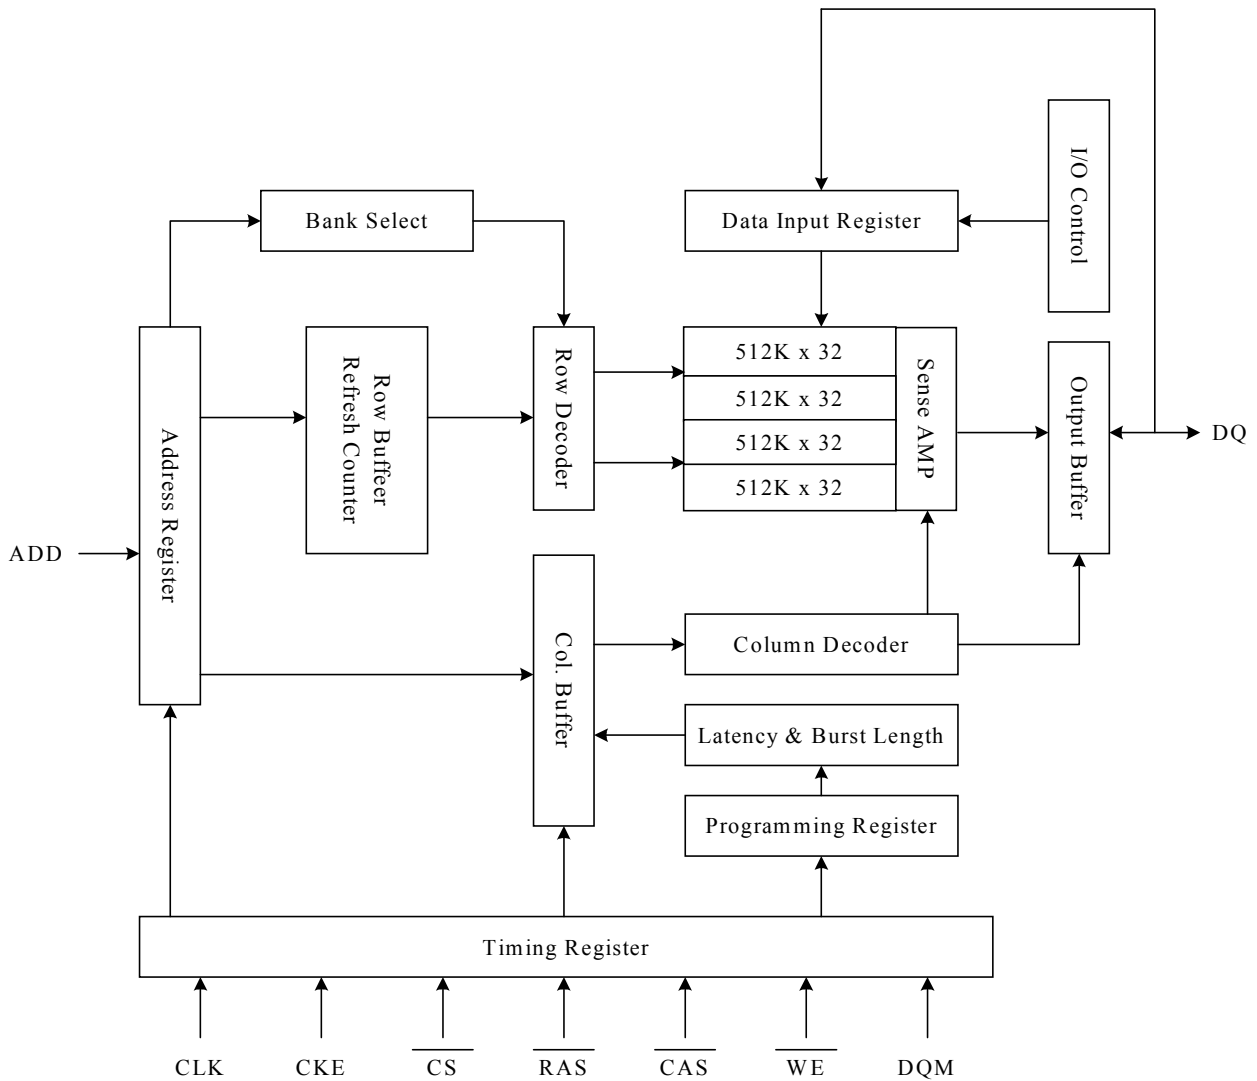 I/O Control
Bank Select
Data Input Register
Address Register
Row Buffeer
Refresh Counter
Row Decoder
512K x 32
512K x 32
512K x 32
512K x 32
Sense AMP
Output Buffer
DQ
ADD
Col. Buffer
Column Decoder
Latency & Burst Length
Programming Register
Timing Register
CLK
CKE
CS
RAS
CAS
WE
DQM